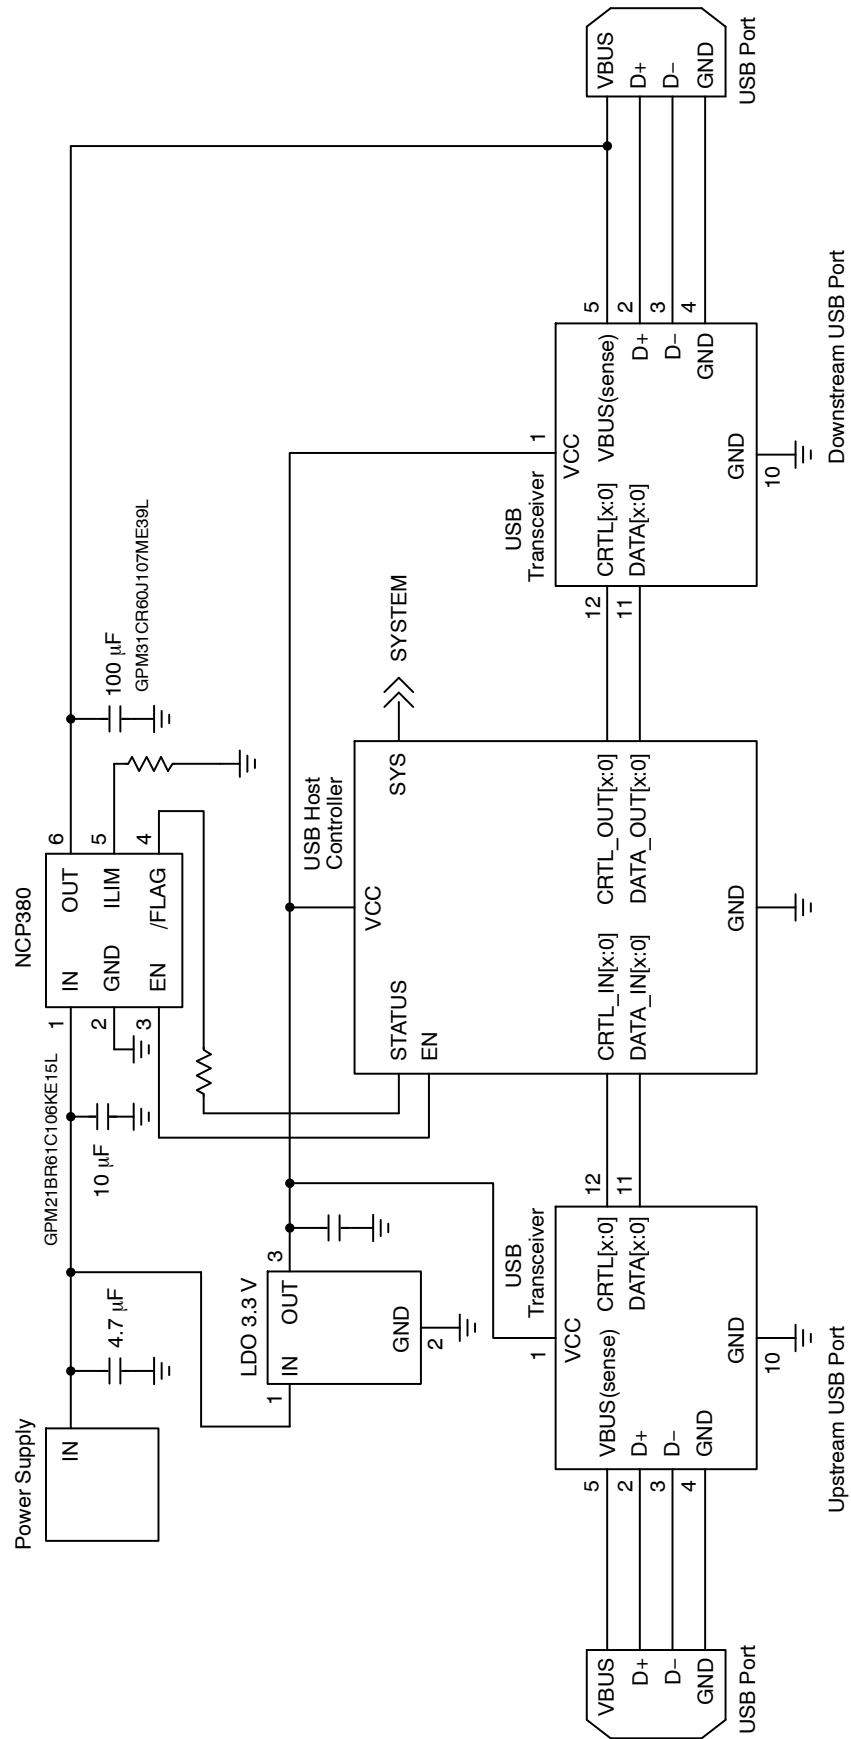 Power Supply
IN
4.7 μF
GPM21BR61C106KE15L
10 μF
NCP380
1
IN
OUT
6
2
GND
ILIM
5
3
EN
/FLAG
4
100 μF
GPM31CR60J107ME39L
LDO 3.3 V
1
IN
OUT
3
GND
2
USB Host
Controller
VCC
STATUS
EN
SYS
SYSTEM
CRTL_IN[x:0]
DATA_IN[x:0]
CRTL_OUT[x:0]
DATA_OUT[x:0]
GND
USB
Transceiver
1
VCC
5
VBUS(sense)
2
D+
3
D−
4
GND
CRTL[x:0]
12
DATA[x:0]
11
GND
10
VBUS
D+
D−
GND
USB Port
Upstream USB Port
USB
Transceiver
1
VCC
12
CRTL[x:0]
11
DATA[x:0]
VBUS(sense)
5
D+
2
D−
3
GND
4
GND
10
VBUS
D+
D−
GND
USB Port
Downstream USB Port